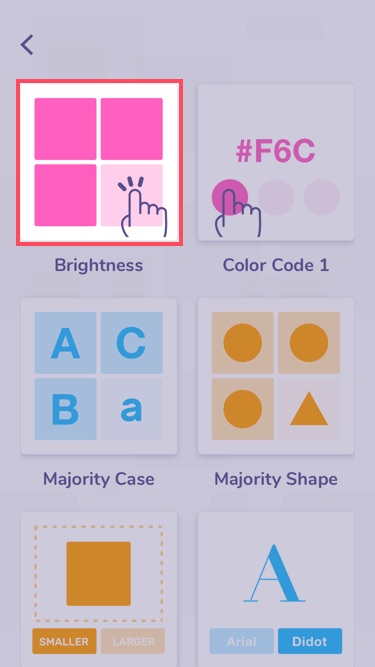 #F6C
Brightness
Color Code 1
A C
B a
Majority Case
Majority Shape
SMALLER LARGER
A
Arial Didot